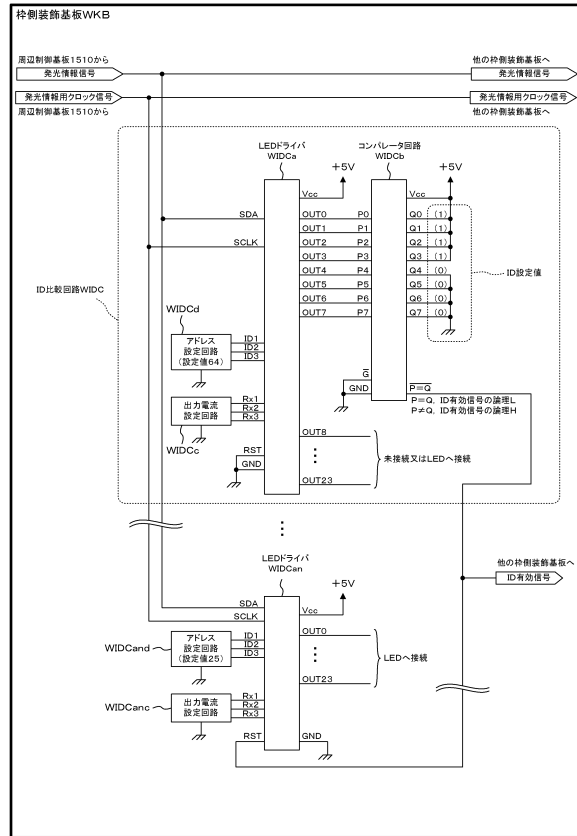 枠側装飾基板WKB
周辺制御基板1510から
他の枠側装飾基板へ
発光情報信号
発光情報信号
発光情報用クロック信号
発光情報用クロック信号
周辺制御基板1510から
他の枠側装飾基板へ
LEDドライバ
WIDCa
コンパレータ回路
WIDCb
+5V
+5V
Vcc
Vcc
SDA
OUT0
P0
Q0
(1)
OUT1
P1
Q1
(1)
SCLK
OUT2
P2
Q2
(1)
OUT3
P3
Q3
(1)
OUT4
P4
Q4
(0)
ID設定値
OUT5
P5
Q5
(0)
ID比較回路WIDC
OUT6
P6
Q6
(0)
WIDCd
OUT7
P7
Q7
(0)
アドレス
設定回路
(設定値64)
ID1
ID2
ID3
G
GND
P=Q
P=Q, ID有効信号の論理L
P≠Q, ID有効信号の論理H
出力電流
設定回路
Rx1
Rx2
Rx3
WIDCc
OUT8
RST
GND
未接続又はLEDへ接続
OUT23
LEDドライバ
WIDCan
他の枠側装飾基板へ
ID有効信号
+5V
SDA
Vcc
SCLK
WIDCand
アドレス
設定回路
(設定値25)
ID1
ID2
ID3
OUT0
LEDへ接続
OUT23
WIDCanc
出力電流
設定回路
Rx1
Rx2
Rx3
RST
GND